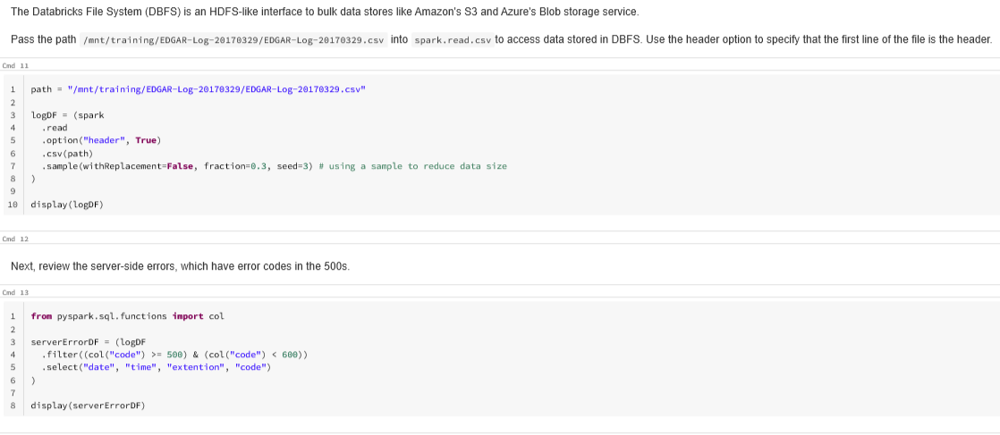 The Databricks File System (DBFS) is an HDFS-like interface to bulk data stores like Amazon's S3 and Azure's Blob storage service.
Pass the path /mnt/training/EDGAR-Log-20170329/EDGAR-Log-20170329.csv into spark.read.csv to access data stored in DBFS. Use the header option to specify that the first line of the file is the header.
Cmd 11
1 path = "/mnt/training/EDGAR-Log-20170329/EDGAR-Log-20170329.csv"
2
3 logDF = (spark
4   .read
5   .option("header", True)
6   .csv(path)
7   .sample(withReplacement=False, fraction=0.3, seed=3) # using a sample to reduce data size
8 )
9
10 display(logDF)
Cmd 12
Next, review the server-side errors, which have error codes in the 500s.
Cmd 13
1 from pyspark.sql.functions import col
2
3 serverErrorDF = (logDF
4   .filter((col("code") >= 500) & (col("code") < 600))
5   .select("date", "time", "extention", "code")
6 )
7
8 display(serverErrorDF)